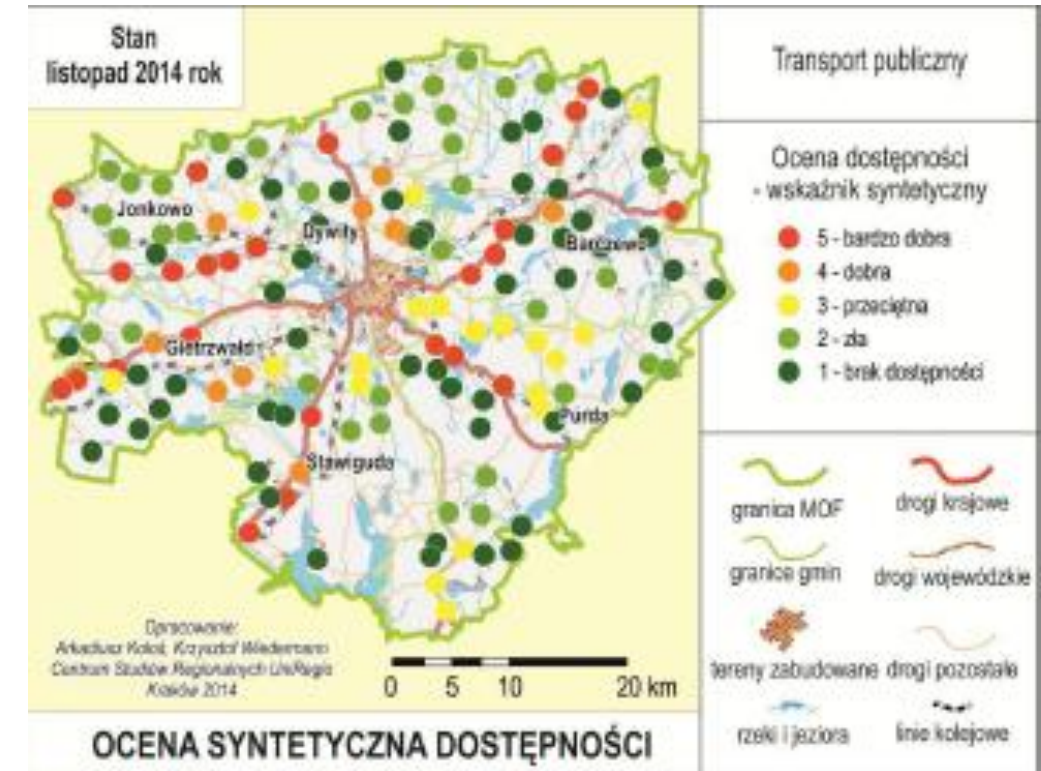 Stan
listopad 2014 rok
Jonkowo
Dywity
Barczewo
Gietrzwałd
Purda
Stawiguda
Opracowanie:
Arkadiusz Kołoś, Krzysztof Wiedermann
Centrum Studiów Regionalnych UniRegio
Kraków 2014
0 5 10 20 km
OCENA SYNTETYCZNA DOSTĘPNOŚCI
Transport publiczny
Ocena dostępności
- wskaźnik syntetyczny
5 - bardzo dobra
4 - dobra
3 - przeciętna
2 - zła
1 - brak dostępności
granica MOF
drogi krajowe
granice gmin
drogi wojewódzkie
tereny zabudowane
drogi pozostałe
rzeki i jeziora
linie kolejowe